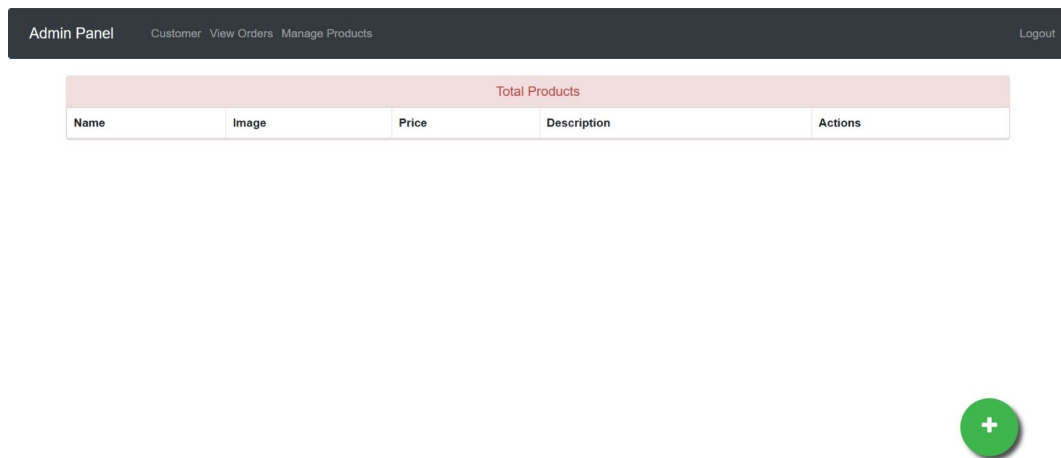 Admin Panel Customer View Orders Manage Products Logout
Total Products
Name Image Price Description Actions
+